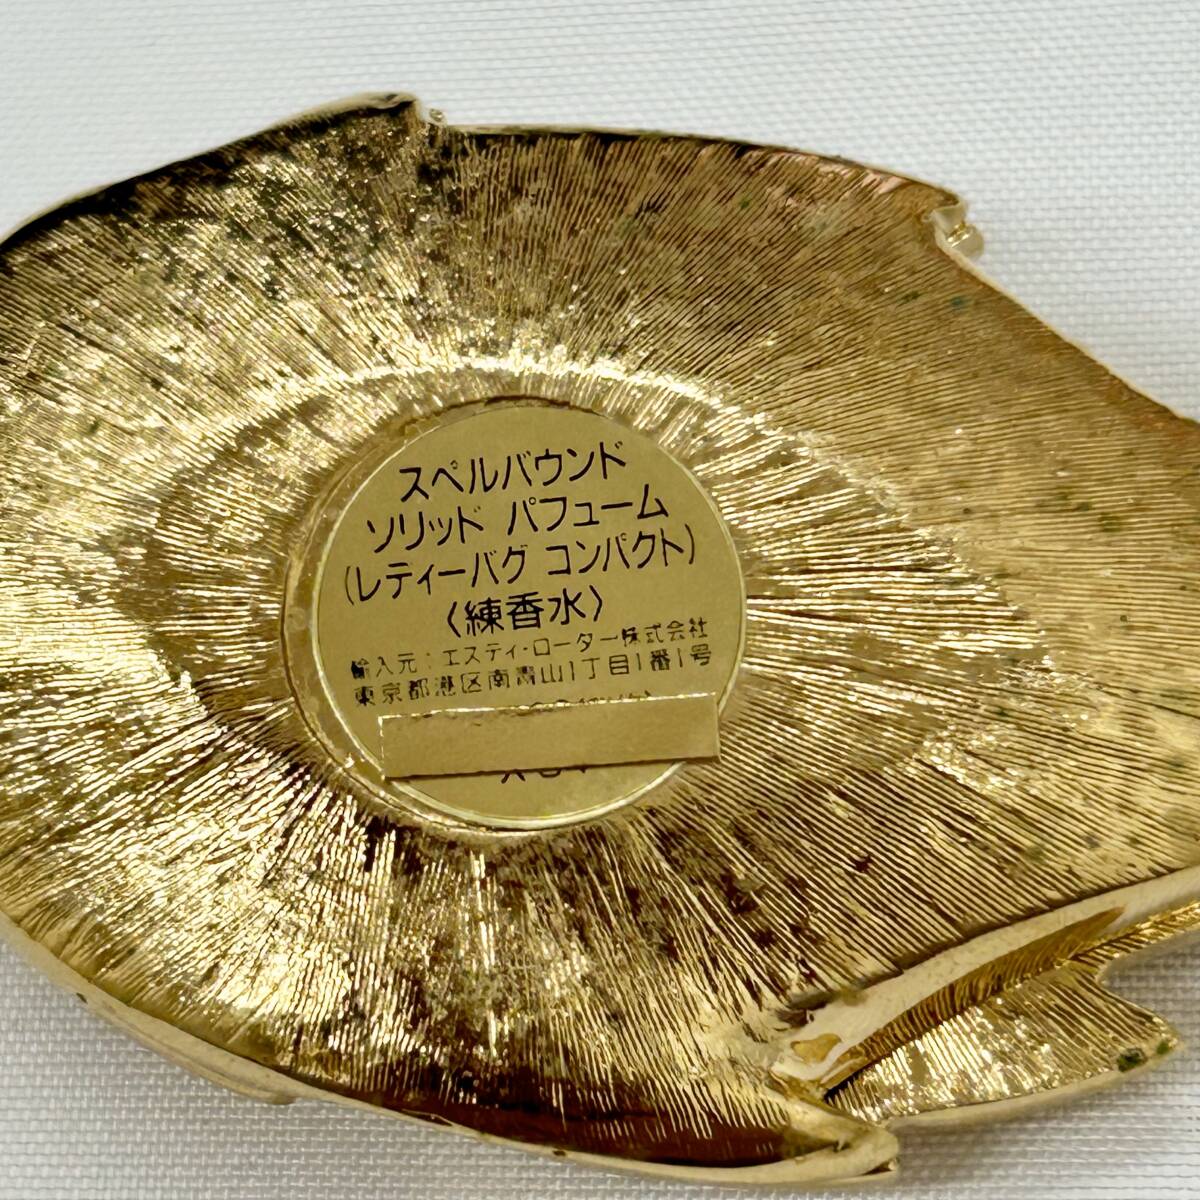 スペルバウンド
ソリッド パフューム
(レディーバグ コンパクト)
〈練香水〉
輸入元:エスティ・ローダー株式会社
東京都港区南青山1丁目1番1号